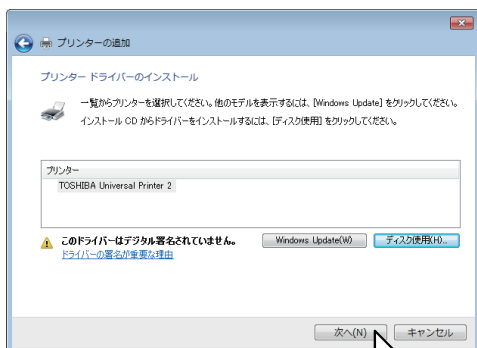 プリンターの追加
プリンター ドライバーのインストール
一覧からプリンターを選択してください。他のモデルを表示するには、[Windows Update] をクリックしてください。
インストール CD からドライバーをインストールするには、[ディスク使用] をクリックしてください。
プリンター
TOSHIBA Universal Printer 2
このドライバーはデジタル署名されていません。
Windows Update(W)
ディスク使用(H)...
ドライバーの署名が重要な理由
次へ(N)
キャンセル